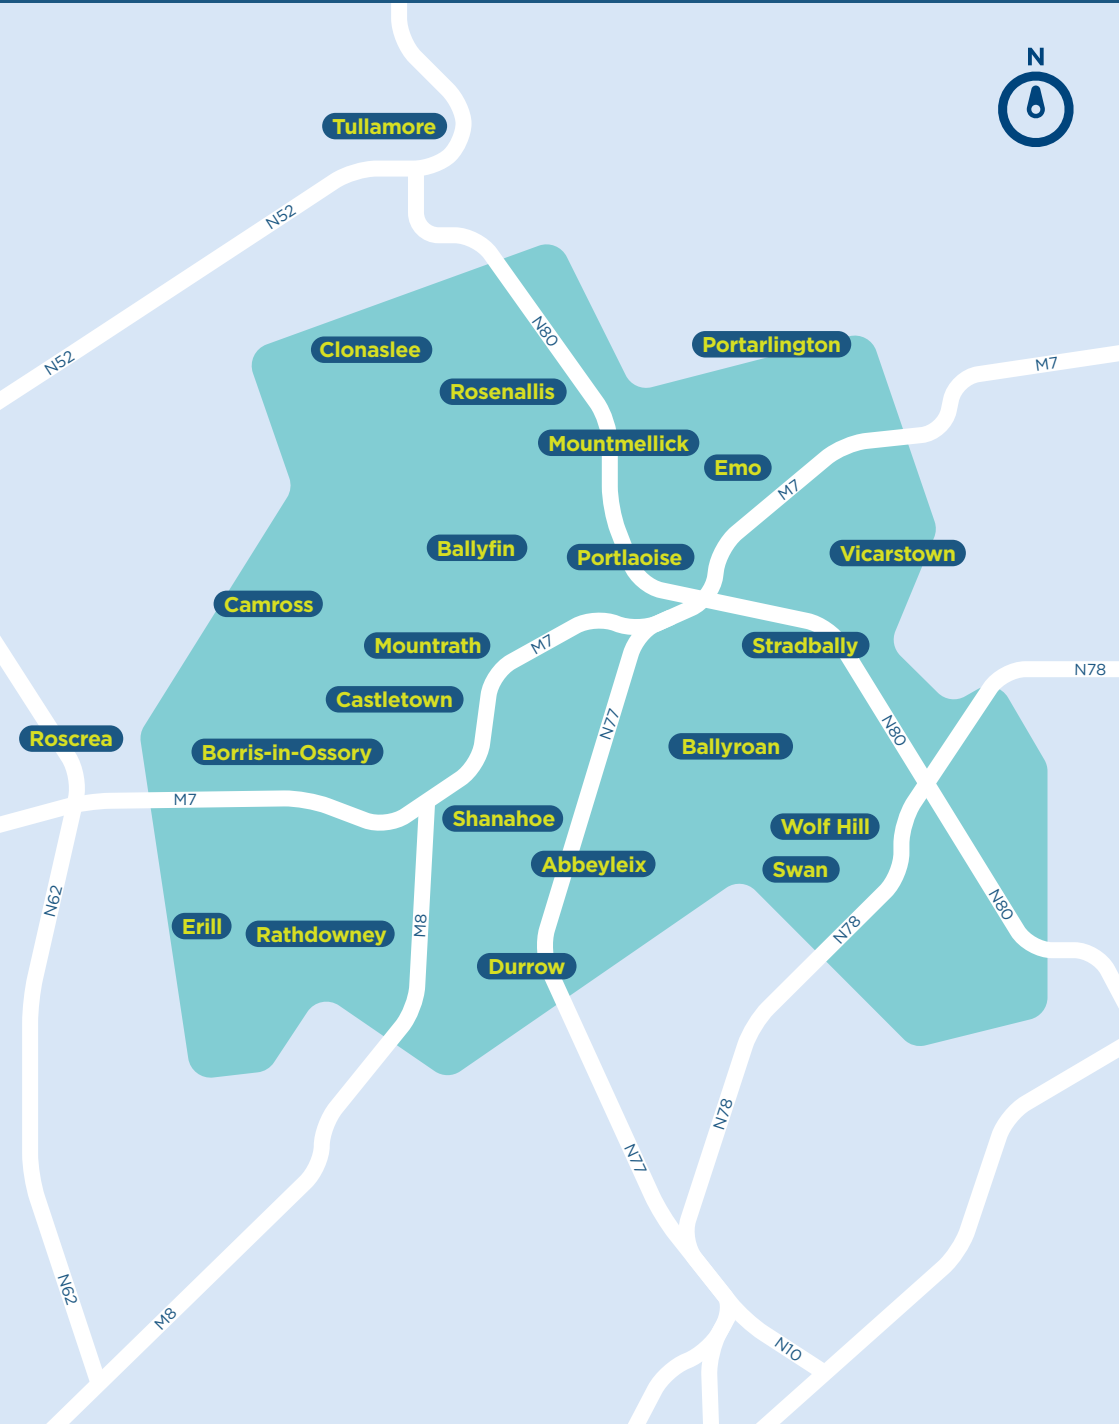 N
Tullamore
N52
N80
N52
Clonaslee
Portarlington
M7
Rosenallis
Mountmellick
Emo
M7
Ballyfin
Portlaoise
Vicarstown
Camross
Mountrath
M7
Stradbally
N78
Castletown
N77
N80
Roscrea
Borris-in-Ossory
Ballyroan
M7
Shanahoe
Wolf Hill
Abbeyleix
Swan
N62
N80
Erill
Rathdowney
M8
N78
Durrow
N78
N77
N62
M8
N10